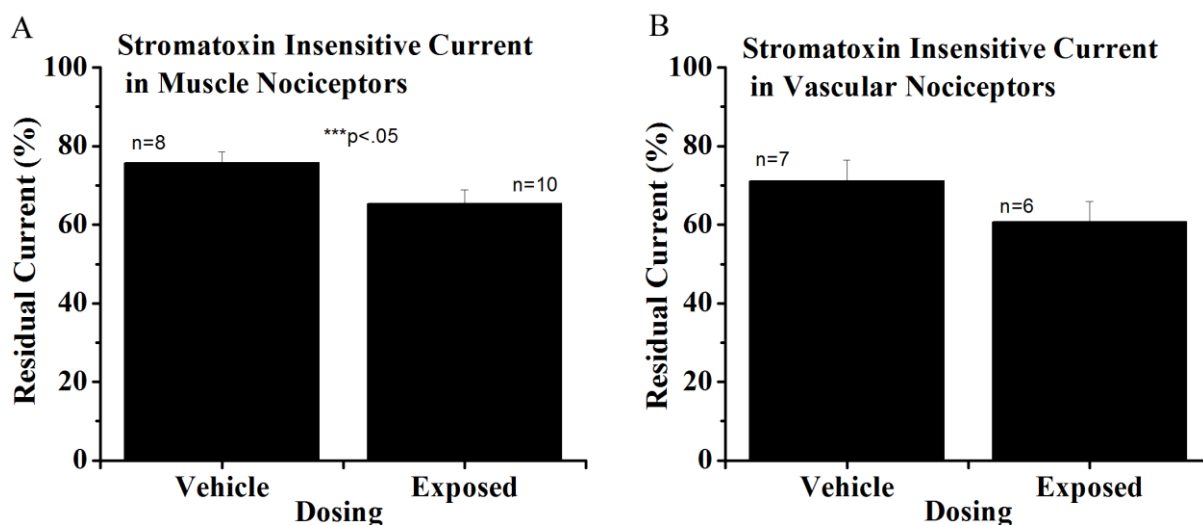 A
Stromatoxin Insensitive Current
in Muscle Nociceptors
100
80
60
40
20
0
Residual Current (%)
n=8
***p<.05
n=10
Vehicle
Exposed
Dosing
B
Stromatoxin Insensitive Current
in Vascular Nociceptors
100
80
60
40
20
0
Residual Current (%)
n=7
n=6
Vehicle
Exposed
Dosing